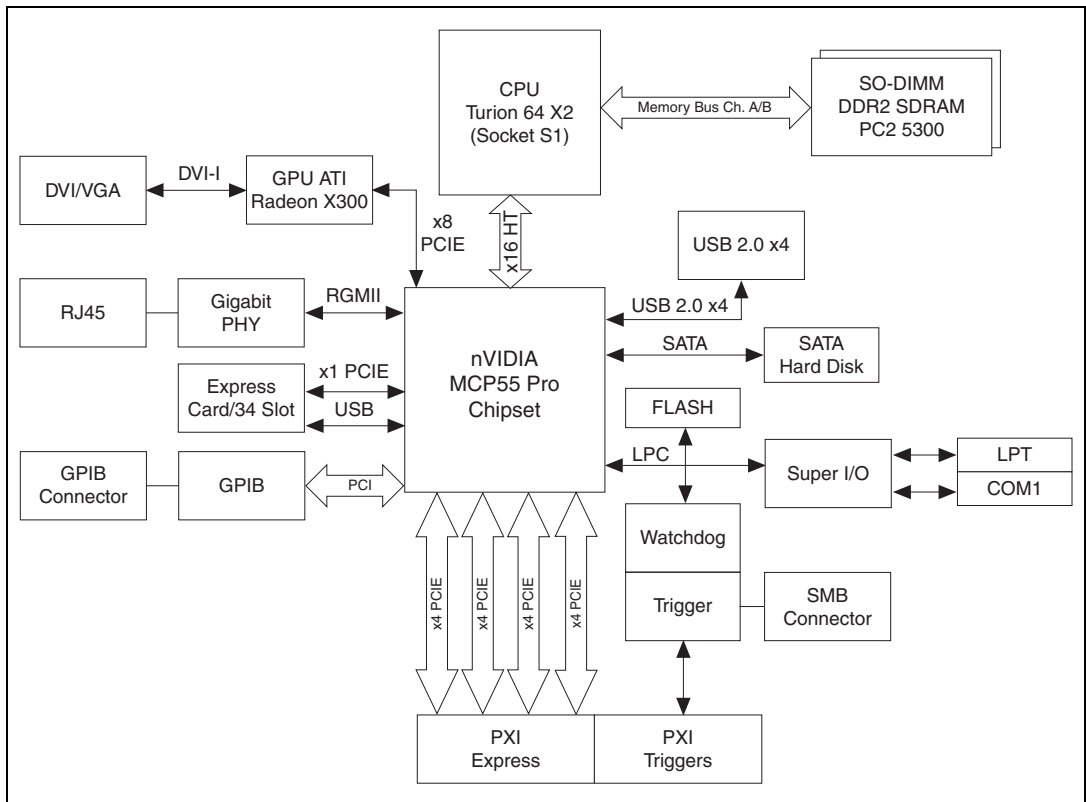 CPU
Turion 64 X2
(Socket S1)
Memory Bus Ch. A/B
SO-DIMM
DDR2 SDRAM
PC2 5300
DVI/VGA
DVI-I
GPU ATI
Radeon X300
x8
PCIE
x16 HT
USB 2.0 x4
USB 2.0 x4
RJ45
Gigabit
PHY
RGMII
nVIDIA
MCP55 Pro
Chipset
SATA
SATA
Hard Disk
Express
Card/34 Slot
x1 PCIE
USB
FLASH
LPC
Super I/O
LPT
COM1
GPIB
Connector
GPIB
PCI
Watchdog
Trigger
SMB
Connector
x4 PCIE
x4 PCIE
x4 PCIE
x4 PCIE
PXI
Express
PXI
Triggers